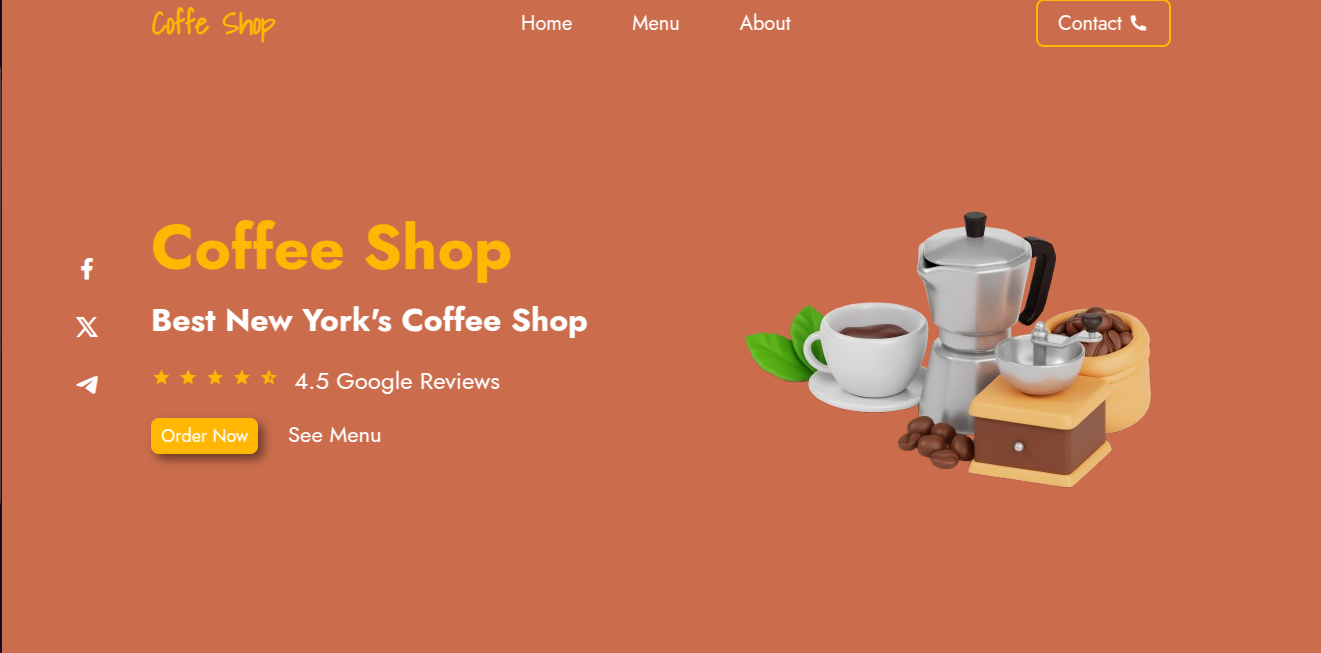 Coffe Shop
Home
Menu
About
Contact
Coffee Shop
Best New York's Coffee Shop
4.5 Google Reviews
Order Now
See Menu